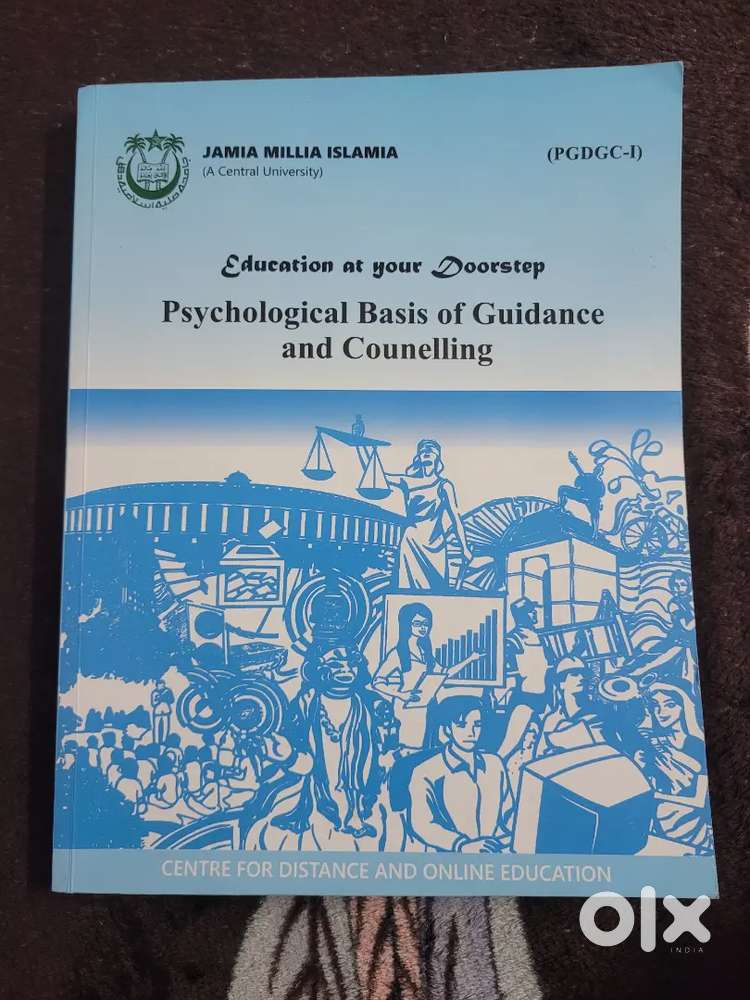 JAMIA MILLIA ISLAMIA
(A Central University)
(PGDGC-I)
Education at your Doorstep
Psychological Basis of Guidance
and Counelling
CENTRE FOR DISTANCE AND ONLINE EDUCATION
olx
INDIA